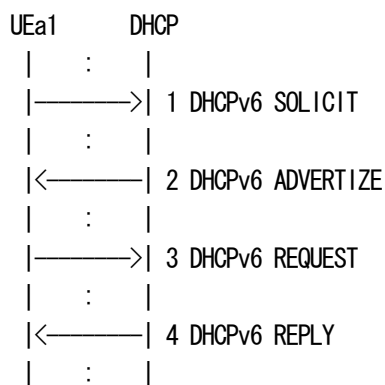 UEa1 DHCP
| : |
|-------->| 1 DHCPv6 SOLICIT
| : |
|<--------| 2 DHCPv6 ADVERTIZE
| : |
|-------->| 3 DHCPv6 REQUEST
| : |
|<--------| 4 DHCPv6 REPLY
| : |